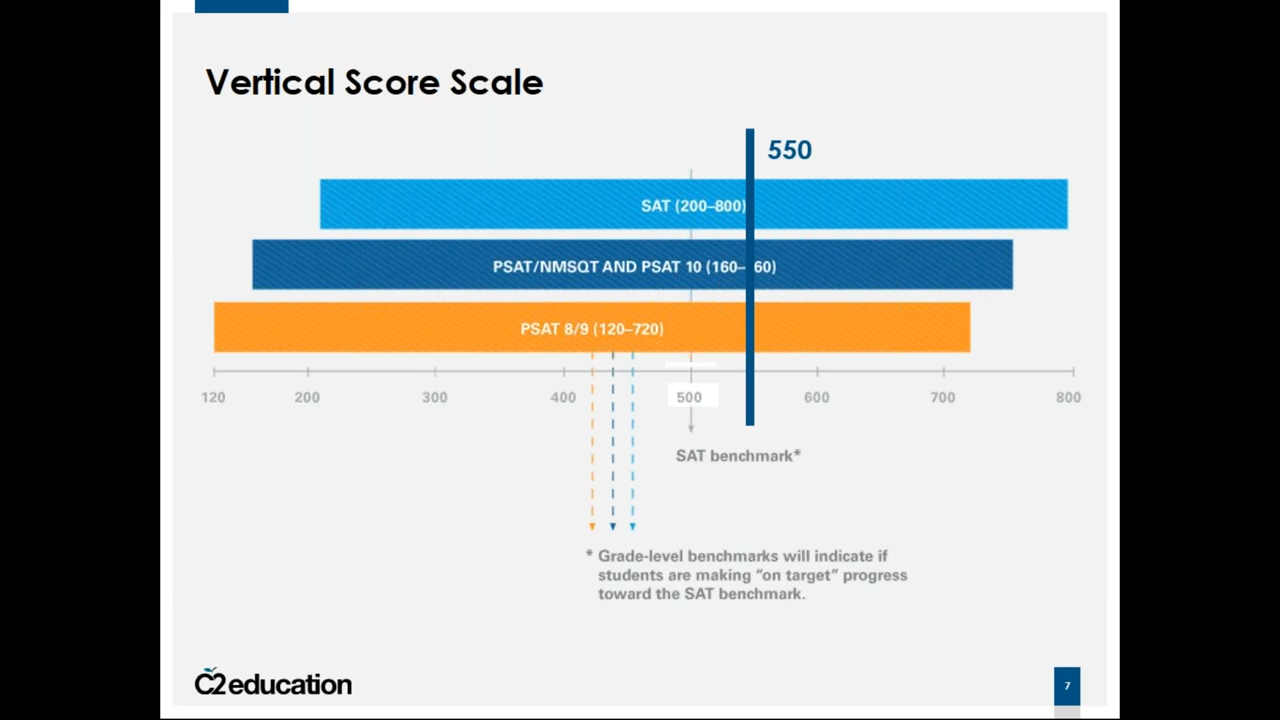 Vertical Score Scale
550
SAT (200–800)
PSAT/NMSQT AND PSAT 10 (160– 60)
PSAT 8/9 (120–720)
120 200 300 400 500 600 700 800
SAT benchmark*
* Grade-level benchmarks will indicate if
students are making "on target" progress
toward the SAT benchmark.
C2education
7